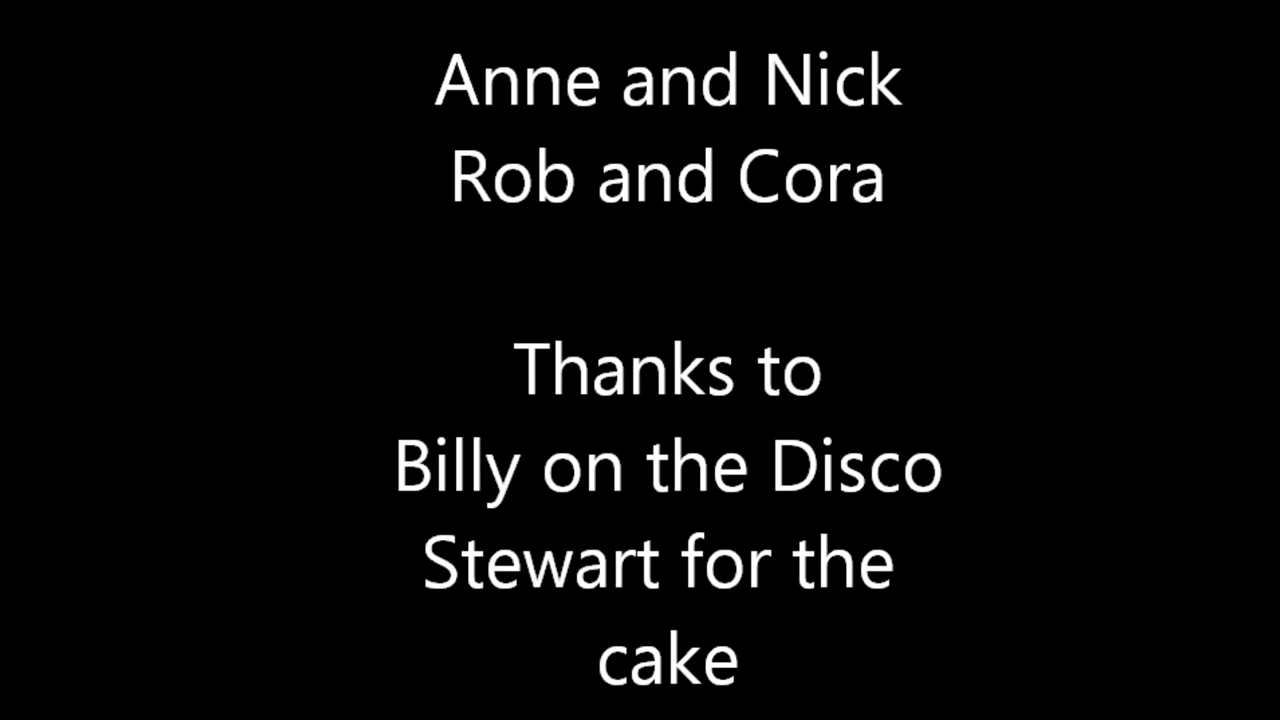 Anne and Nick
Rob and Cora
Thanks to
Billy on the Disco
Stewart for the
cake